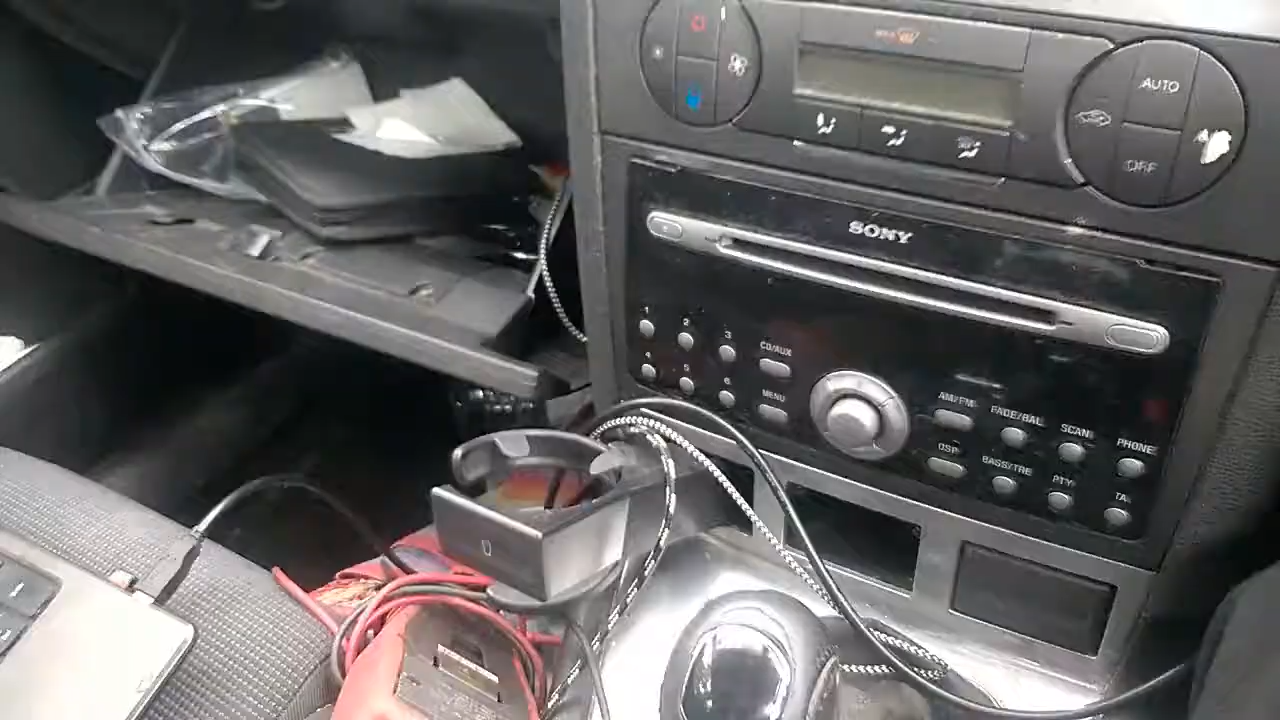 AUTO
OFF
SONY
1
2
3
CD/AUX
4
5
6
MENU
AM/FM
FADE/BAL
SCAN
PHONE
DSP
BASS/TRE
PTY
TA